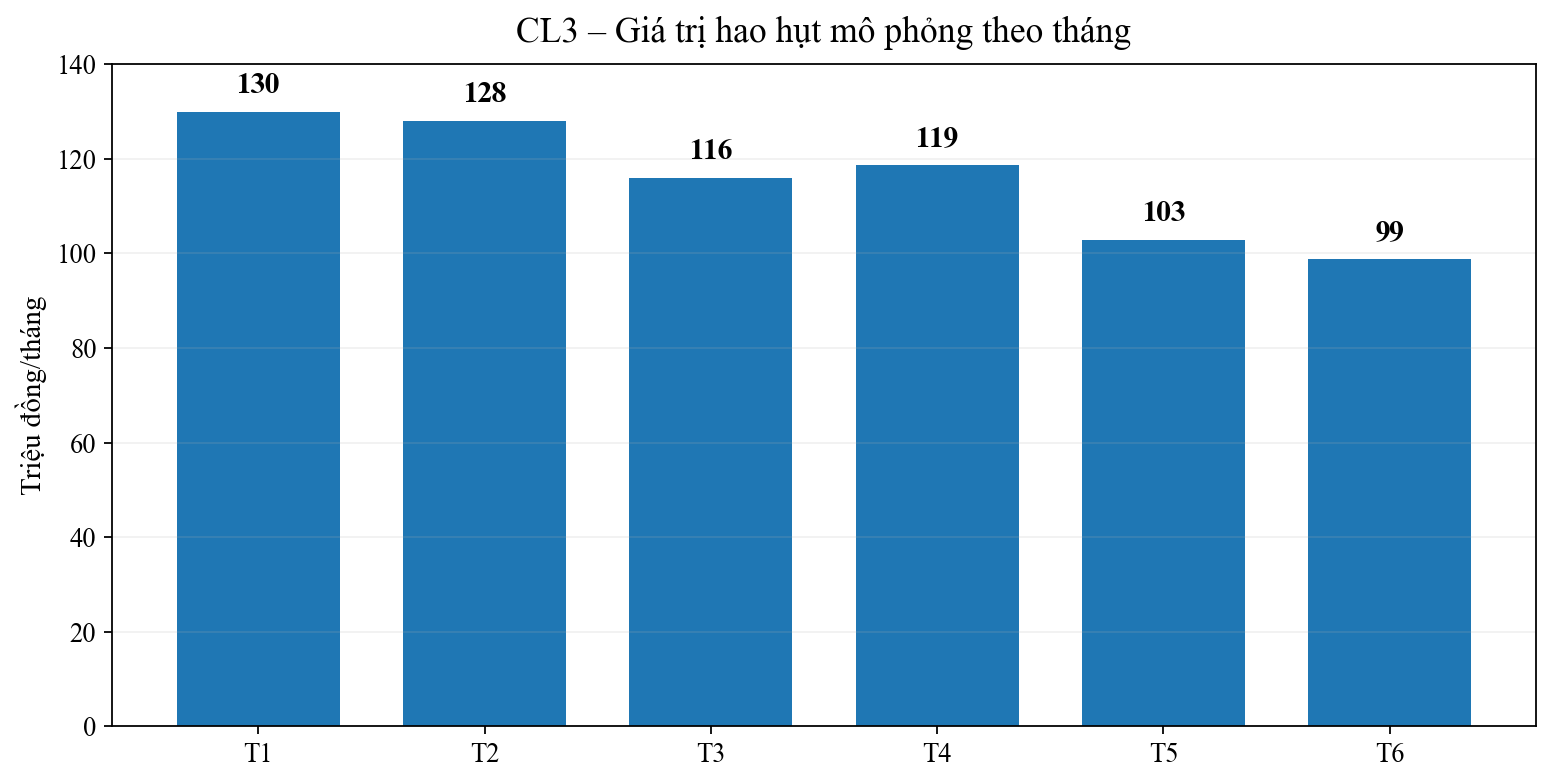 CL3 – Giá trị hao hụt mô phỏng theo tháng
Triệu đồng/tháng
140
120
100
80
60
40
20
0
130
128
116
119
103
99
T1
T2
T3
T4
T5
T6